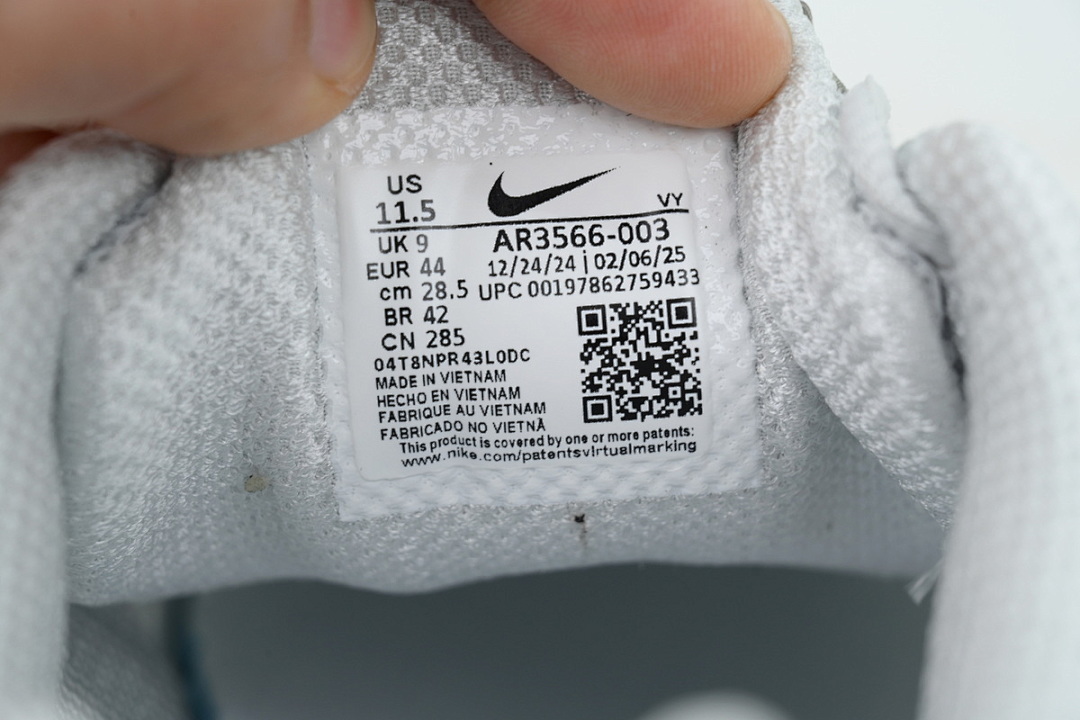 US
11.5
VY
UK 9
AR3566-003
EUR 44
12/24/24 | 02/06/25
cm 28.5
UPC 00197862759433
BR 42
CN 285
04T8NPR43L0DC
MADE IN VIETNAM
HECHO EN VIETNAM
FABRIQUE AU VIETNAM
FABRICADO NO VIETNÃ
This product is covered by one or more patents:
www.nike.com/patentsvirtualmarking